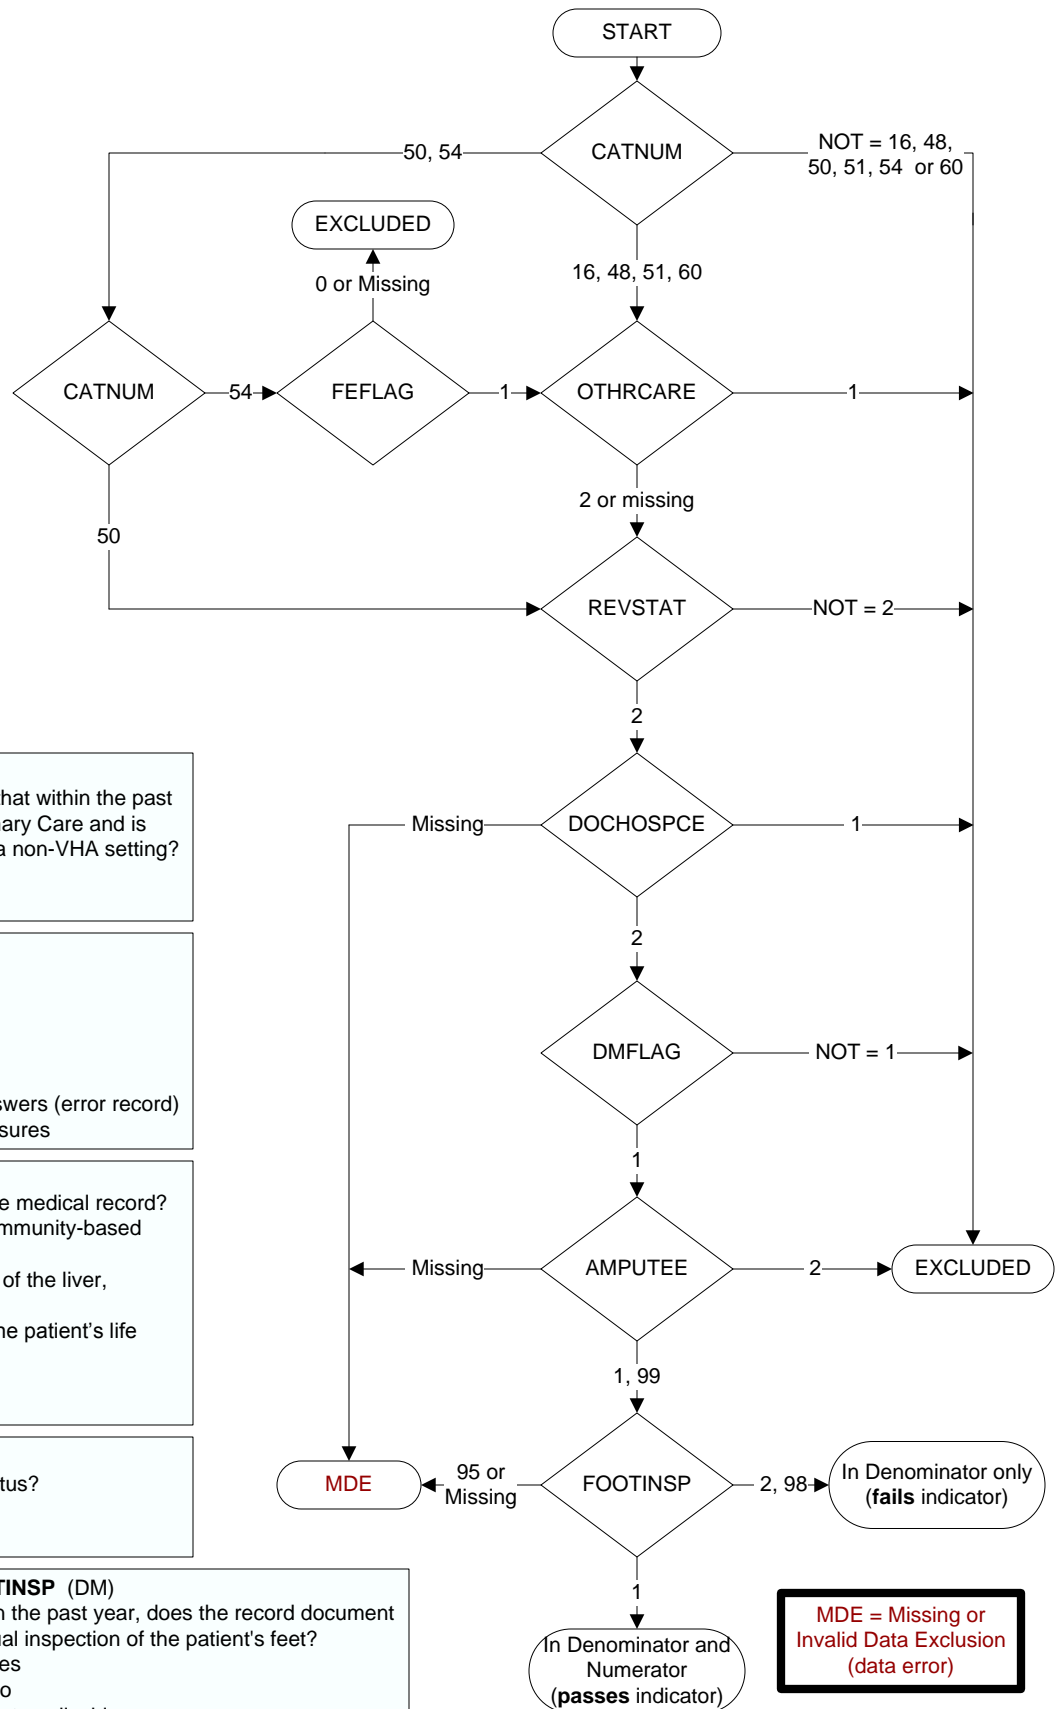 START
CATNUM
50, 54
NOT = 16, 48,
50, 51, 54 or 60
EXCLUDED
0 or Missing
16, 48, 51, 60
CATNUM
54
FEFLAG
1
OTHRCARE
1
2 or missing
50
REVSTAT
NOT = 2
2
that within the past
ary Care and is
a non-VHA setting?
Missing
DOCHOSPCE
1
2
DMFLAG
NOT = 1
swers (error record)
sures
1
e medical record?
mmunity-based
of the liver,
he patient's life
Missing
AMPUTEE
2
EXCLUDED
1, 99
tus?
MDE
95 or
Missing
FOOTINSP
2, 98
In Denominator only
(fails indicator)
TINSP (DM)
n the past year, does the record document
ual inspection of the patient's feet?
es
o
1
In Denominator and
Numerator
(passes indicator)
MDE = Missing or
Invalid Data Exclusion
(data error)